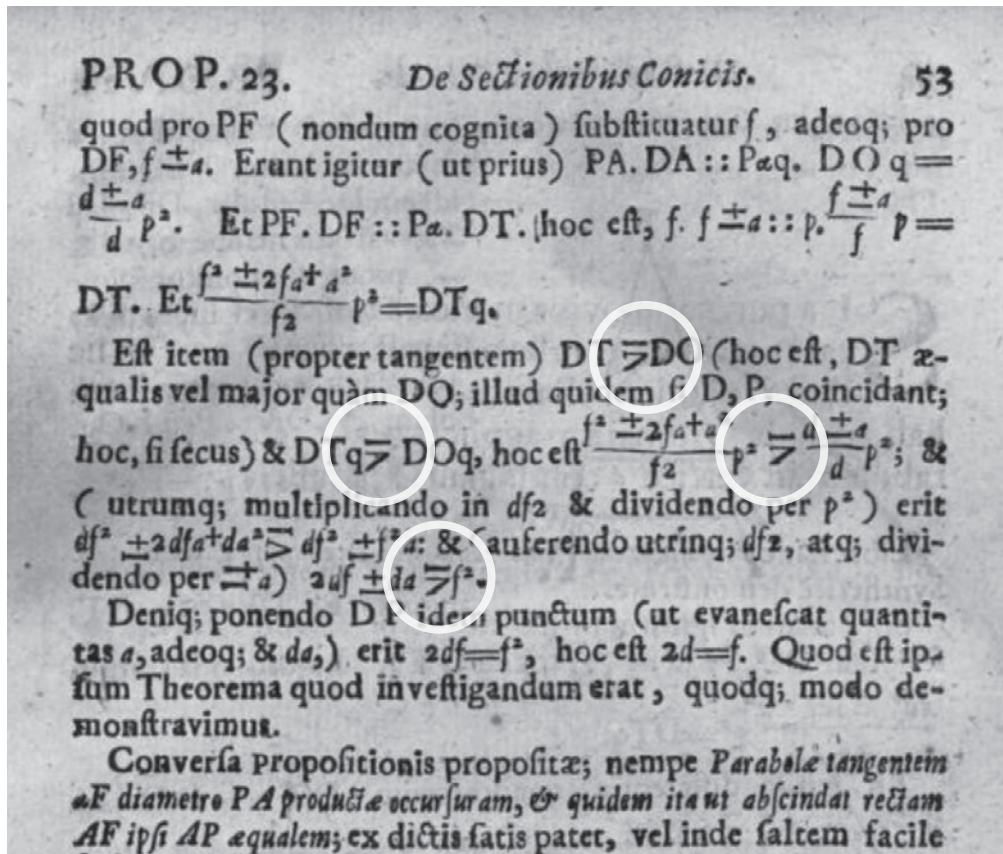 PROP. 23. De Sectionibus Conicis. 53
quod pro PF ( nondum cognita ) ſubſtituatur f , adeoq; pro
DF, f ± a. Erunt igitur ( ut prius ) PA. DA :: Pαq. DOq =
d ± a / d p². Et PF. DF :: Pα. DT. (hoc eſt, f. f ± a :: p. f ± a / f p =
DT. Et f² ± 2fa + a² / f2 p² = DTq.
Eſt item (propter tangentem) DT ⋝ DO (hoc eſt, DT æ-
qualis vel major quàm DO; illud quidem ſi D, P, coincidant;
hoc, ſi ſecus) & DTq ⋝ DOq, hoc eſt f² ± 2fa + a² / f2 p² ⋝ d ± a / d p²; &
( utrumq; multiplicando in df2 & dividendo per p² ) erit
df² ± 2dfa + da² ⋝ df² ± f²a: & (auferendo utrinq; df2, atq; divi-
dendo per ± a) 2df ± da ⋝ f².
Deniq; ponendo D P idem punctum (ut evaneſcat quanti-
tas a, adeoq; & da,) erit 2df = f², hoc eſt 2d = f. Quod eſt ip-
ſum Theorema quod inveſtigandum erat , quodq; modo de-
monſtravimus.
Converſa propoſitionis propoſitæ; nempe Parabolæ tangentem
αF diametro PA productæ occurſuram, & quidem ita ut abſcindat rectam
AF ipſi AP æqualem; ex dictis ſatis patet, vel inde ſaltem facile